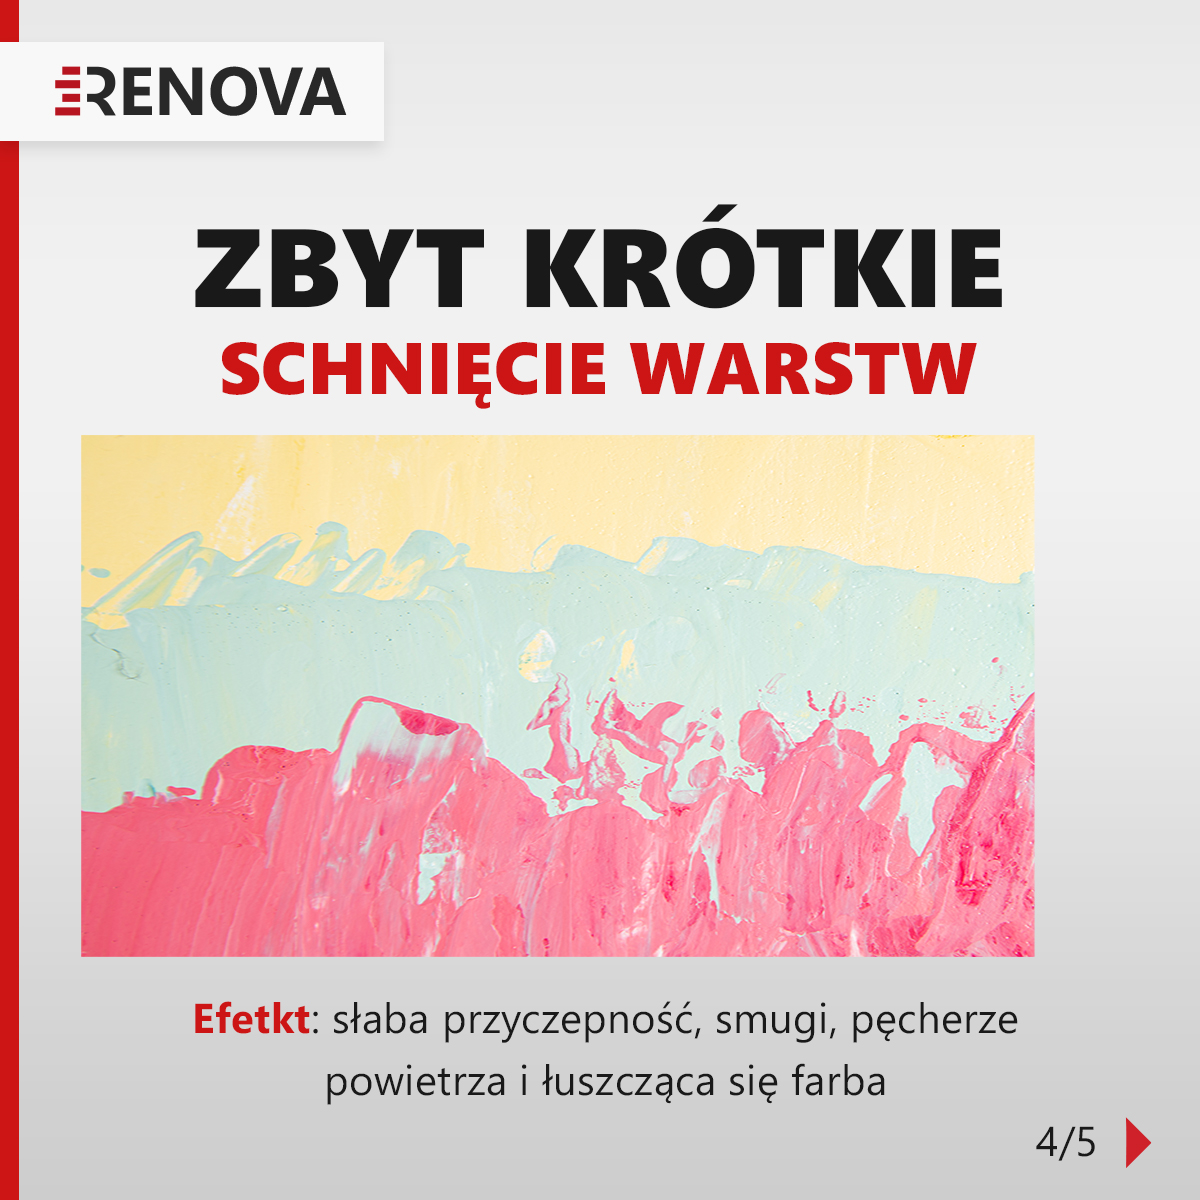 RENOVA
ZBYT KRÓTKIE
SCHNIĘCIE WARSTW
Efetkt: słaba przyczepność, smugi, pęcherze
powietrza i łuszcząca się farba
4/5